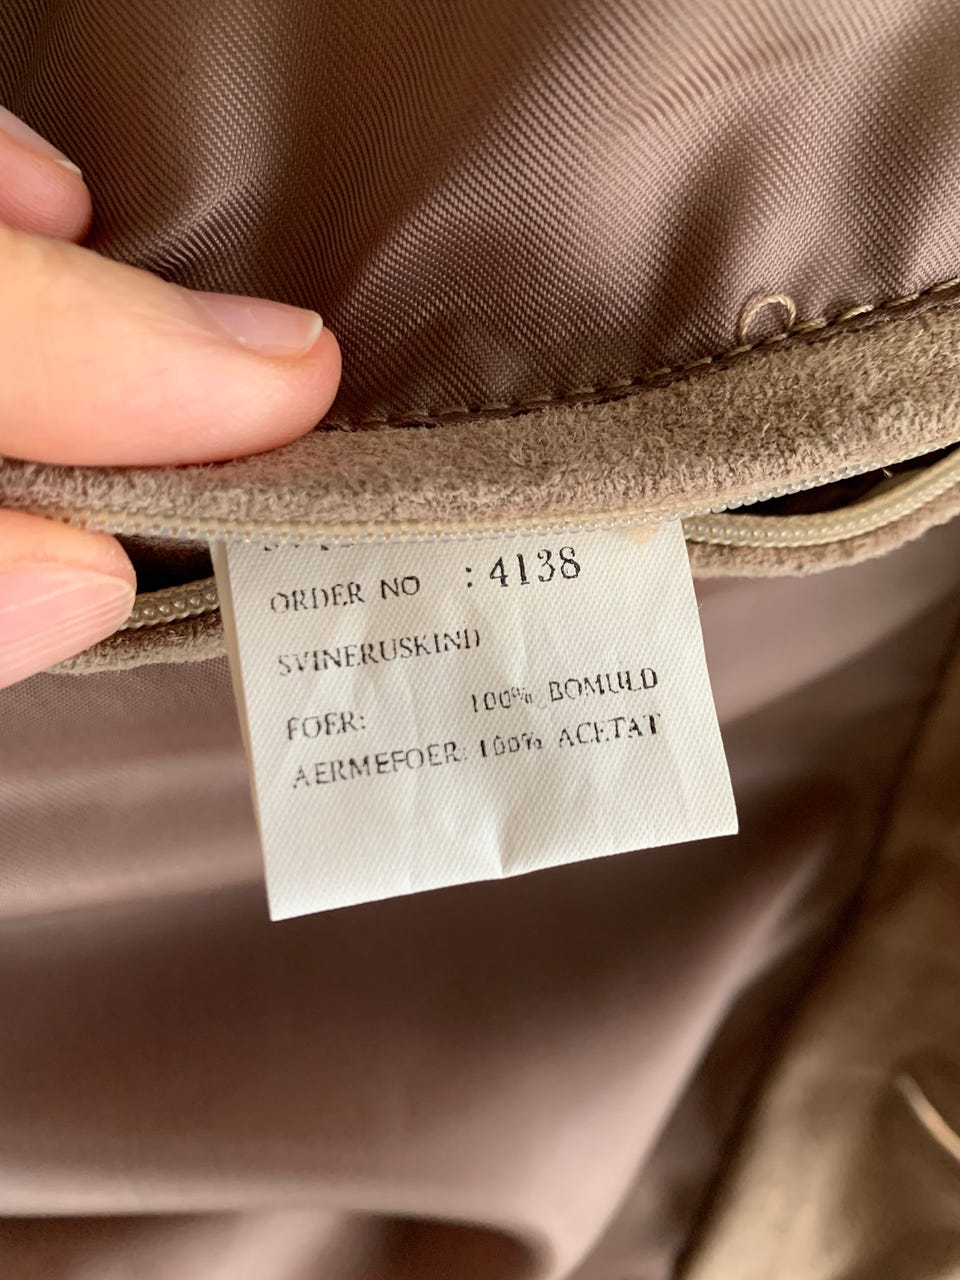 ORDER NO : 4138
SVINERUSKIND
FOER: 100% BOMULD
AERMEFOER: 100% ACETAT